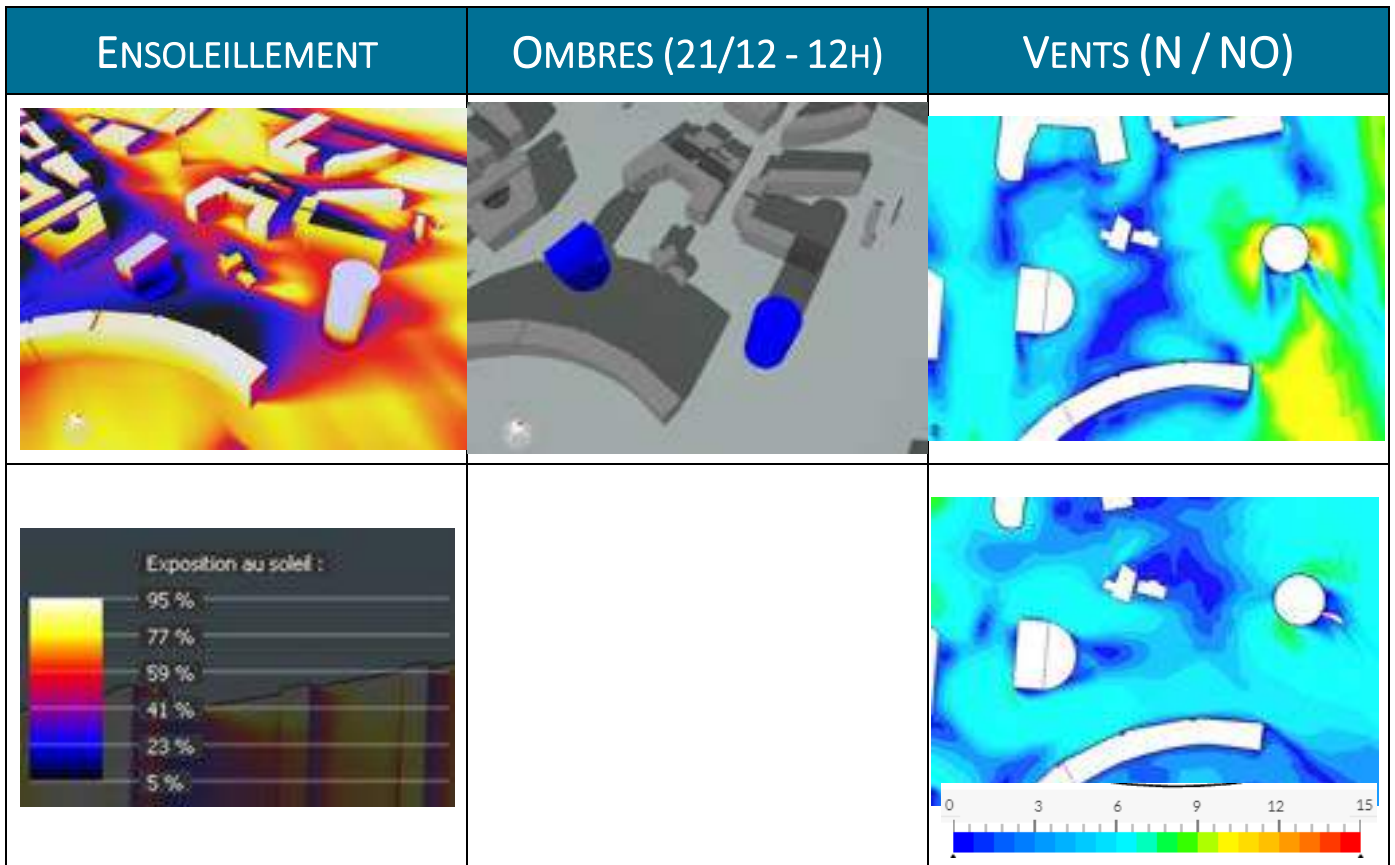 ENSOLEILLEMENT
OMBRES (21/12 - 12H)
VENTS (N / NO)
Exposition au soleil :
95 %
77 %
59 %
41 %
23 %
5 %
0 3 6 9 12 15